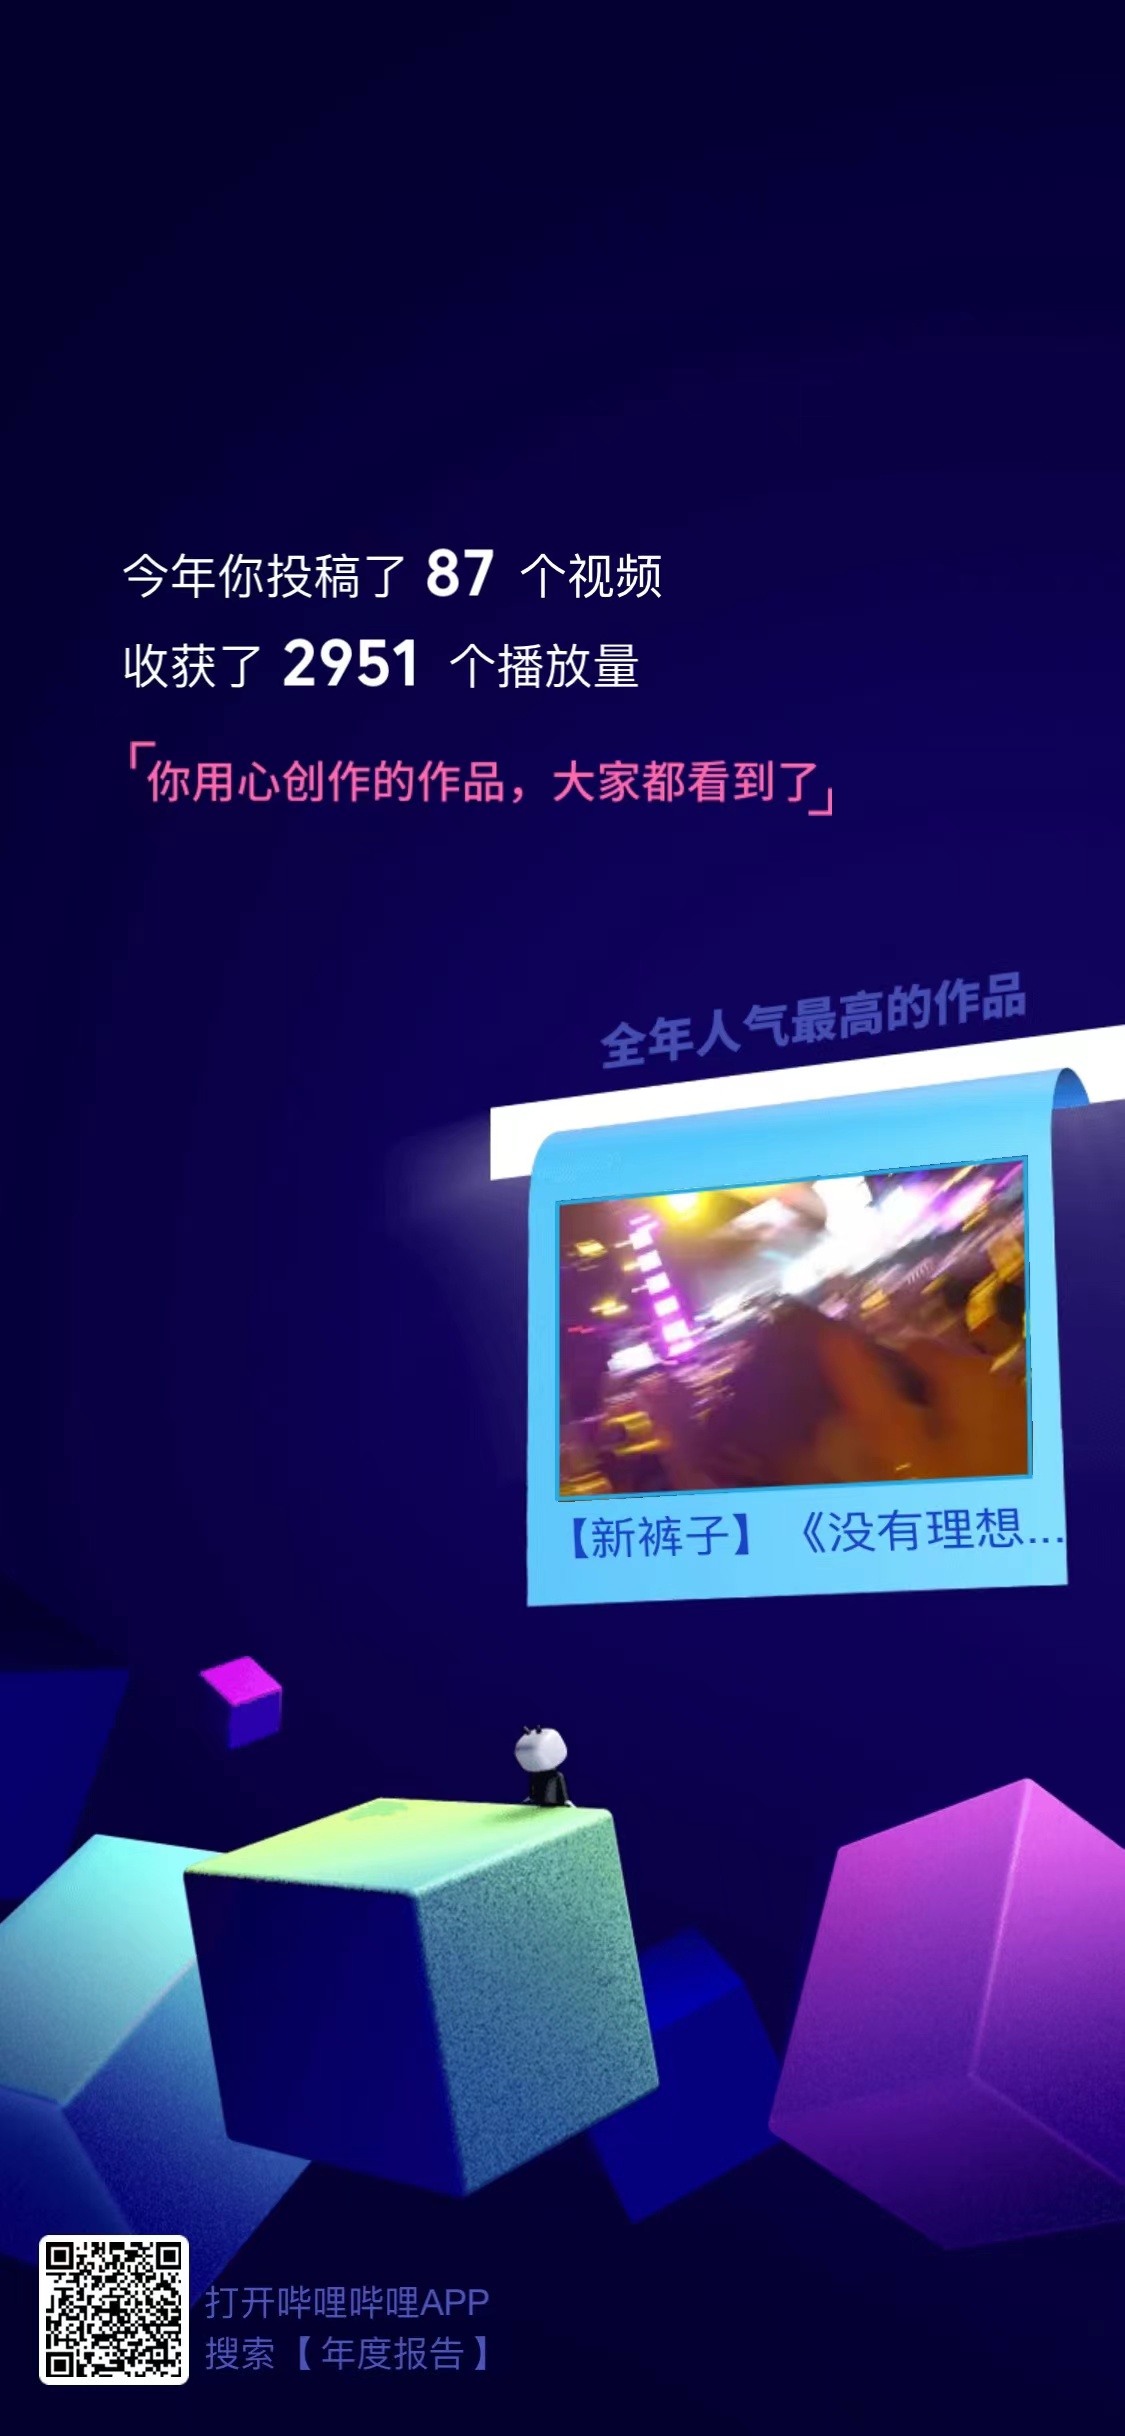 今年你投稿了 87 个视频
收获了 2951 个播放量
「你用心创作的作品，大家都看到了」
全年人气最高的作品
【新裤子】《没有理想...
打开哔哩哔哩APP
搜索【年度报告】